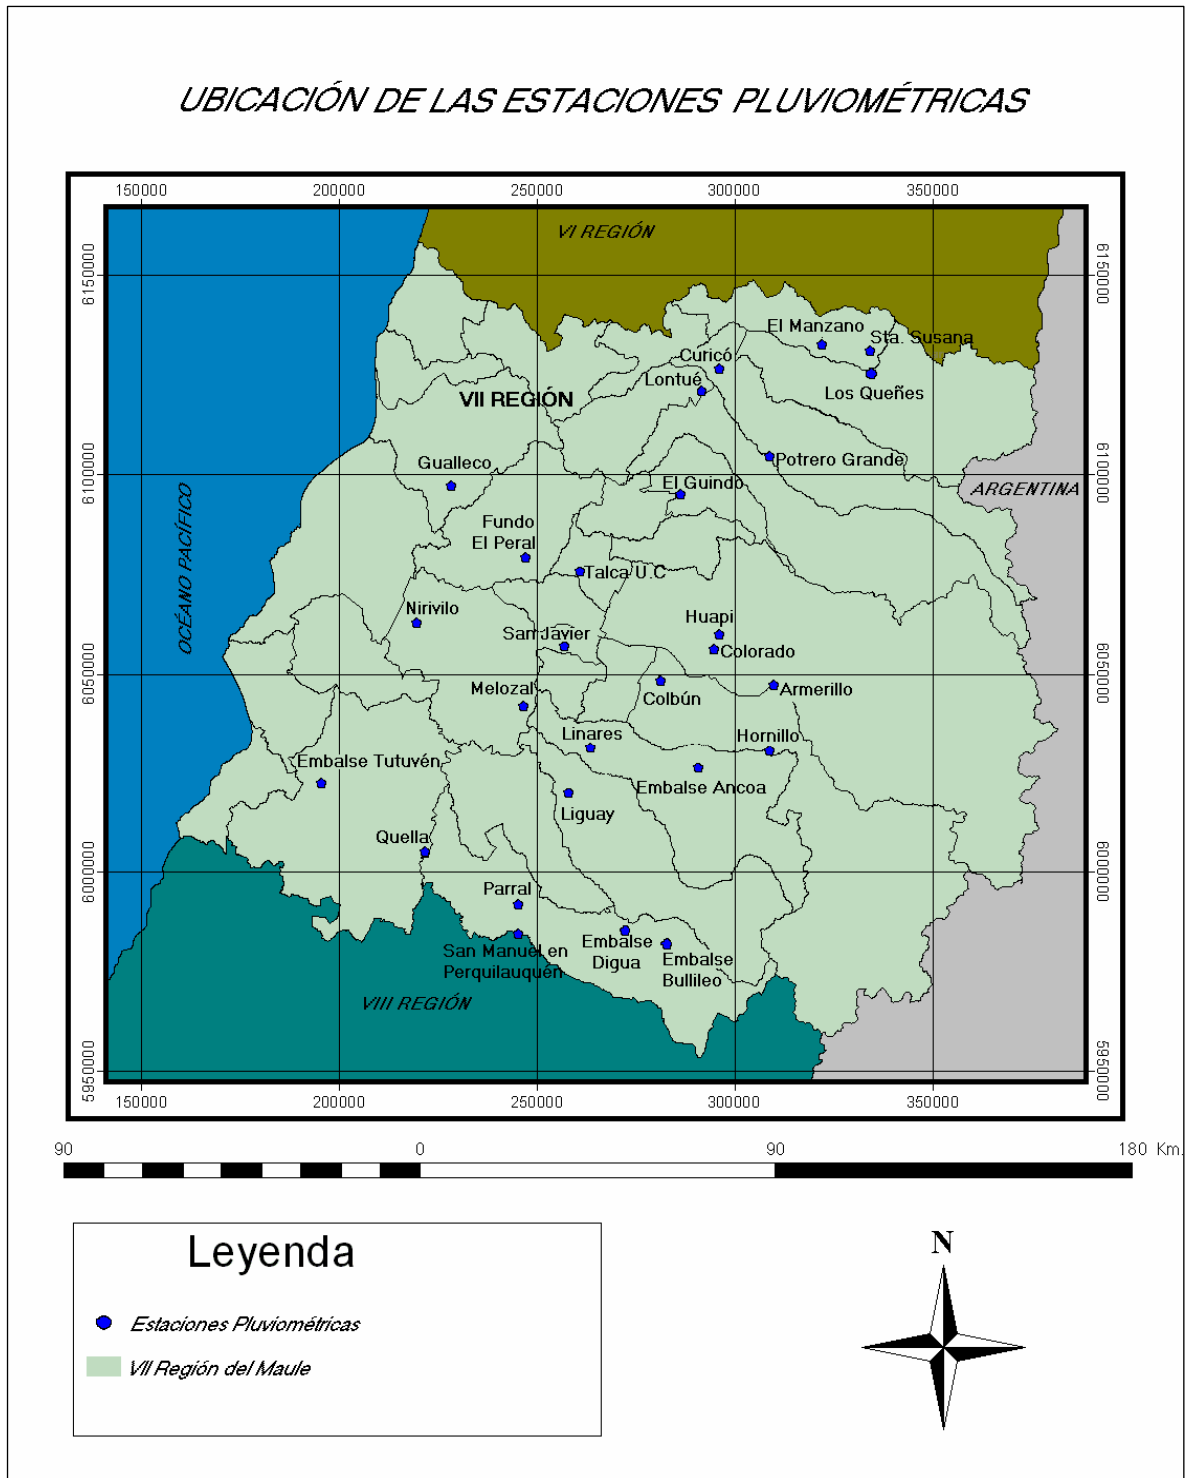 UBICACIÓN DE LAS ESTACIONES PLUVIOMÉTRICAS
150000 200000 250000 300000 350000
VI REGIÓN
6150000 6150000
El Manzano
Sta. Susana
Curicó
Lontué
Los Queñes
VII REGIÓN
Gualleco
Potrero Grande
6100000 6100000
El Guindo
ARGENTINA
OCÉANO PACÍFICO
Fundo
El Peral
Talca U.C
Nirivilo
Huapi
San Javier
Colorado
6050000 6050000
Melozal
Colbún
Armerillo
Linares
Hornillo
Embalse Tutuvén
Embalse Ancoa
Liguay
Quella
6000000 6000000
Parral
San Manuel en
Perquilauquén
Embalse
Digua
Embalse
Bullileo
VIII REGIÓN
5950000 5950000
150000 200000 250000 300000 350000
90 0 90 180 Km.
Leyenda
Estaciones Pluviométricas
VII Región del Maule
N